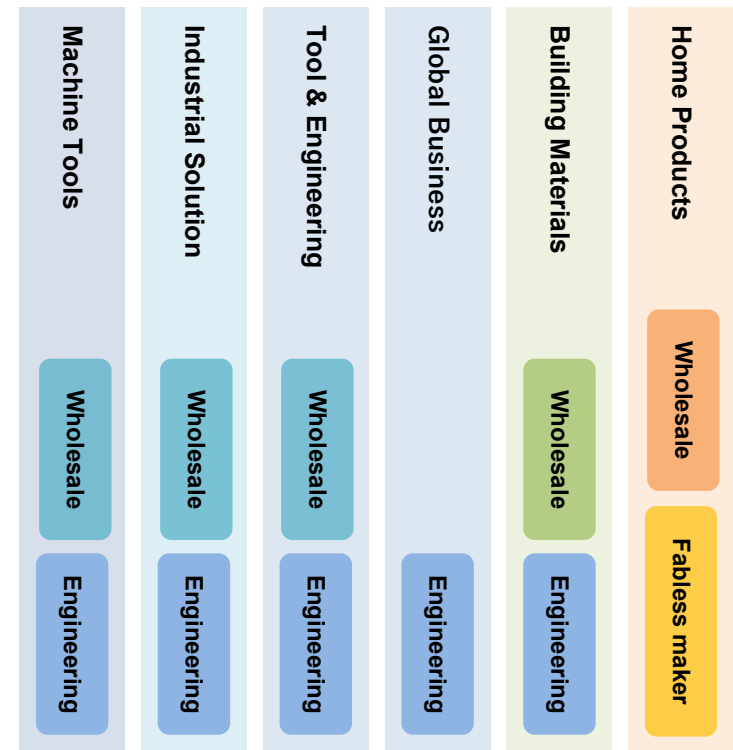 Machine Tools
Wholesale
Engineering
Industrial Solution
Wholesale
Engineering
Tool & Engineering
Wholesale
Engineering
Global Business
Engineering
Building Materials
Wholesale
Engineering
Home Products
Wholesale
Fabless maker